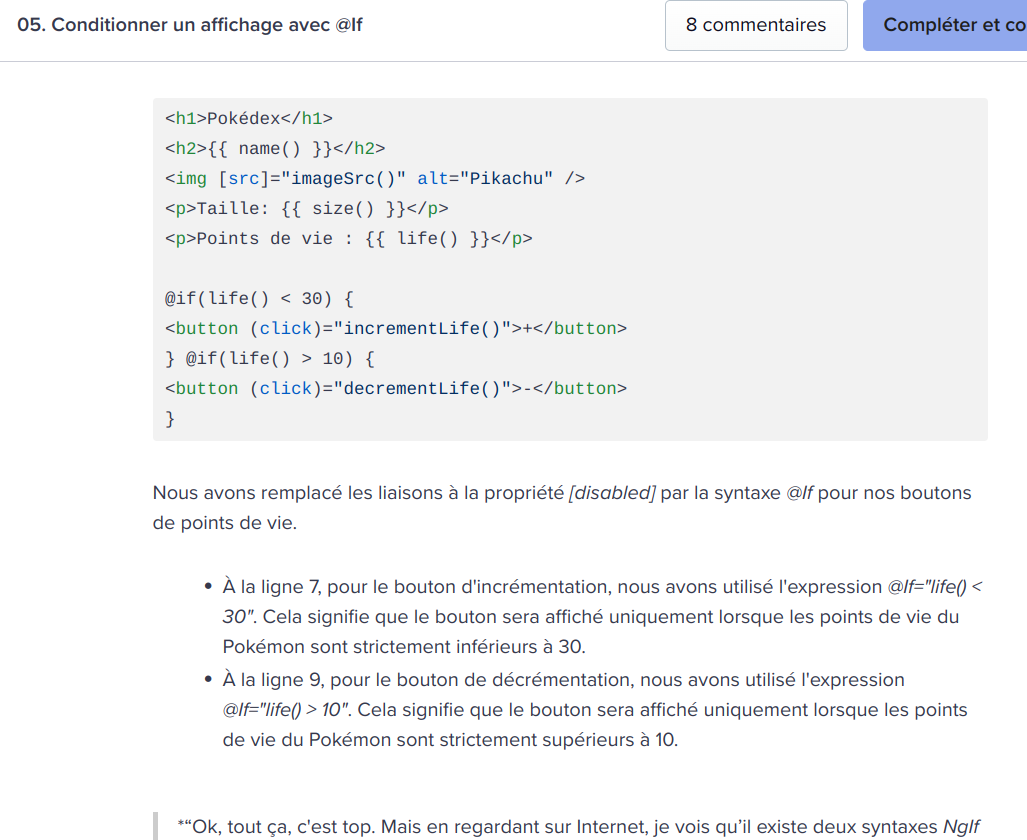 05. Conditionner un affichage avec @If
8 commentaires
Compléter et co
<h1>Pokédex</h1>
<h2>{{ name() }}</h2>
<img [src]="imageSrc()" alt="Pikachu" />
<p>Taille: {{ size() }}</p>
<p>Points de vie : {{ life() }}</p>
@if(life() < 30) {
<button (click)="incrementLife()">+</button>
} @if(life() > 10) {
<button (click)="decrementLife()">-</button>
}
Nous avons remplacé les liaisons à la propriété [disabled] par la syntaxe @If pour nos boutons
de points de vie.
• À la ligne 7, pour le bouton d'incrémentation, nous avons utilisé l'expression @If="life() <
30". Cela signifie que le bouton sera affiché uniquement lorsque les points de vie du
Pokémon sont strictement inférieurs à 30.
• À la ligne 9, pour le bouton de décrémentation, nous avons utilisé l'expression
@If="life() > 10". Cela signifie que le bouton sera affiché uniquement lorsque les points
de vie du Pokémon sont strictement supérieurs à 10.
*“Ok, tout ça, c'est top. Mais en regardant sur Internet, je vois qu’il existe deux syntaxes NgIf